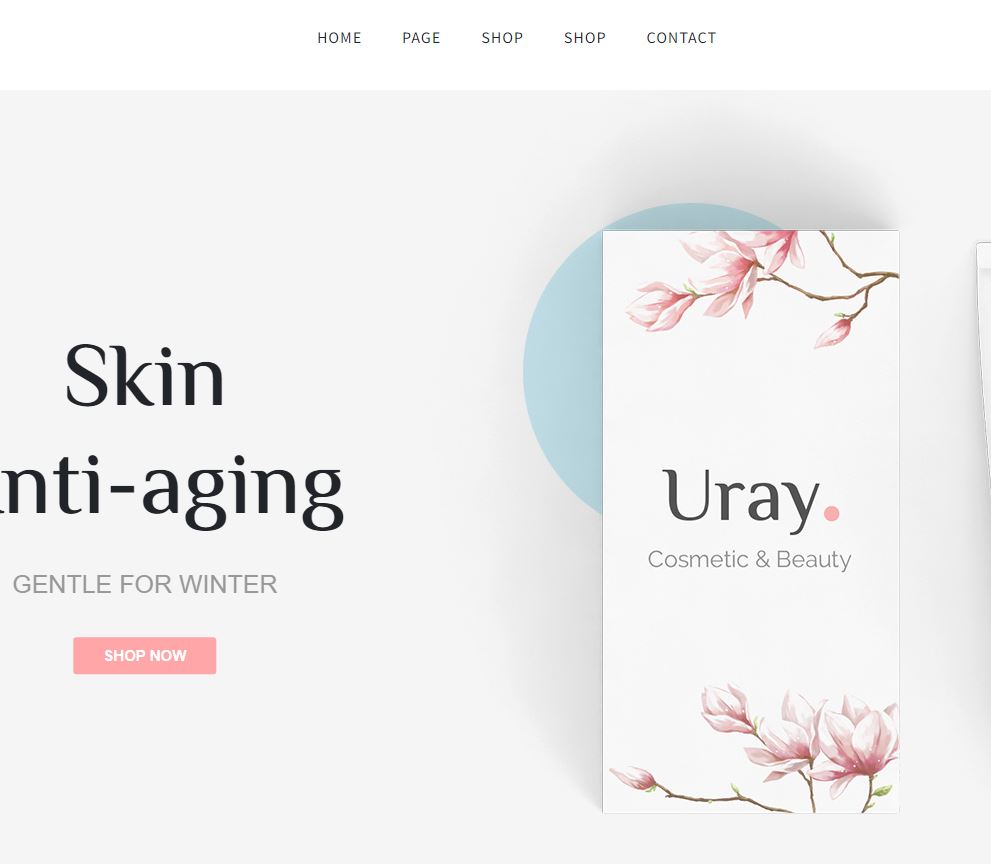 HOME PAGE SHOP SHOP CONTACT
Skin
nti-aging
GENTLE FOR WINTER
SHOP NOW
Uray.
Cosmetic & Beauty